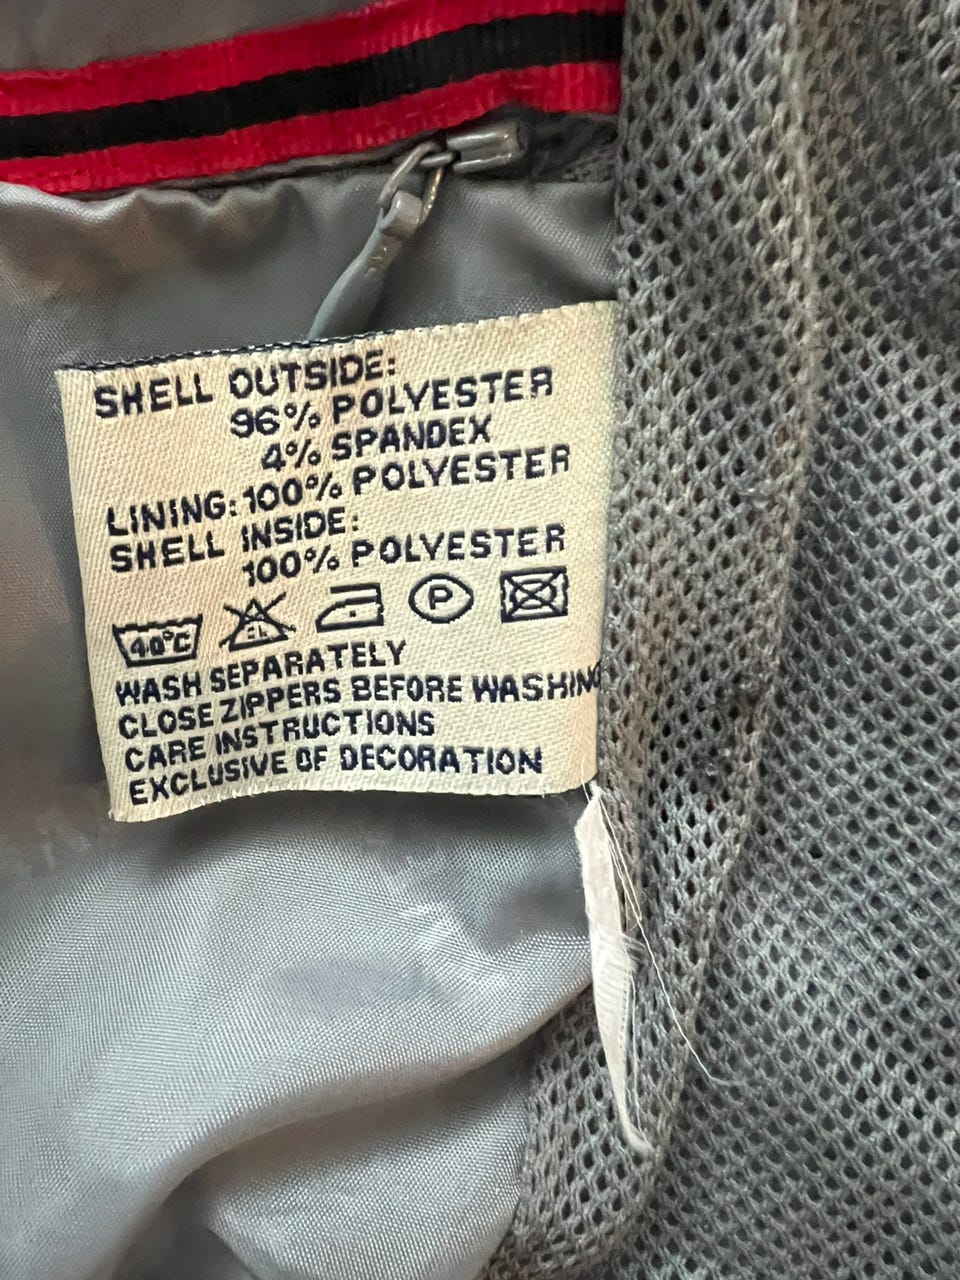 SHELL OUTSIDE:
96% POLYESTER
4% SPANDEX
LINING: 100% POLYESTER
SHELL INSIDE:
100% POLYESTER
40°C P
WASH SEPARATELY
CLOSE ZIPPERS BEFORE WASHING
CARE INSTRUCTIONS
EXCLUSIVE OF DECORATION